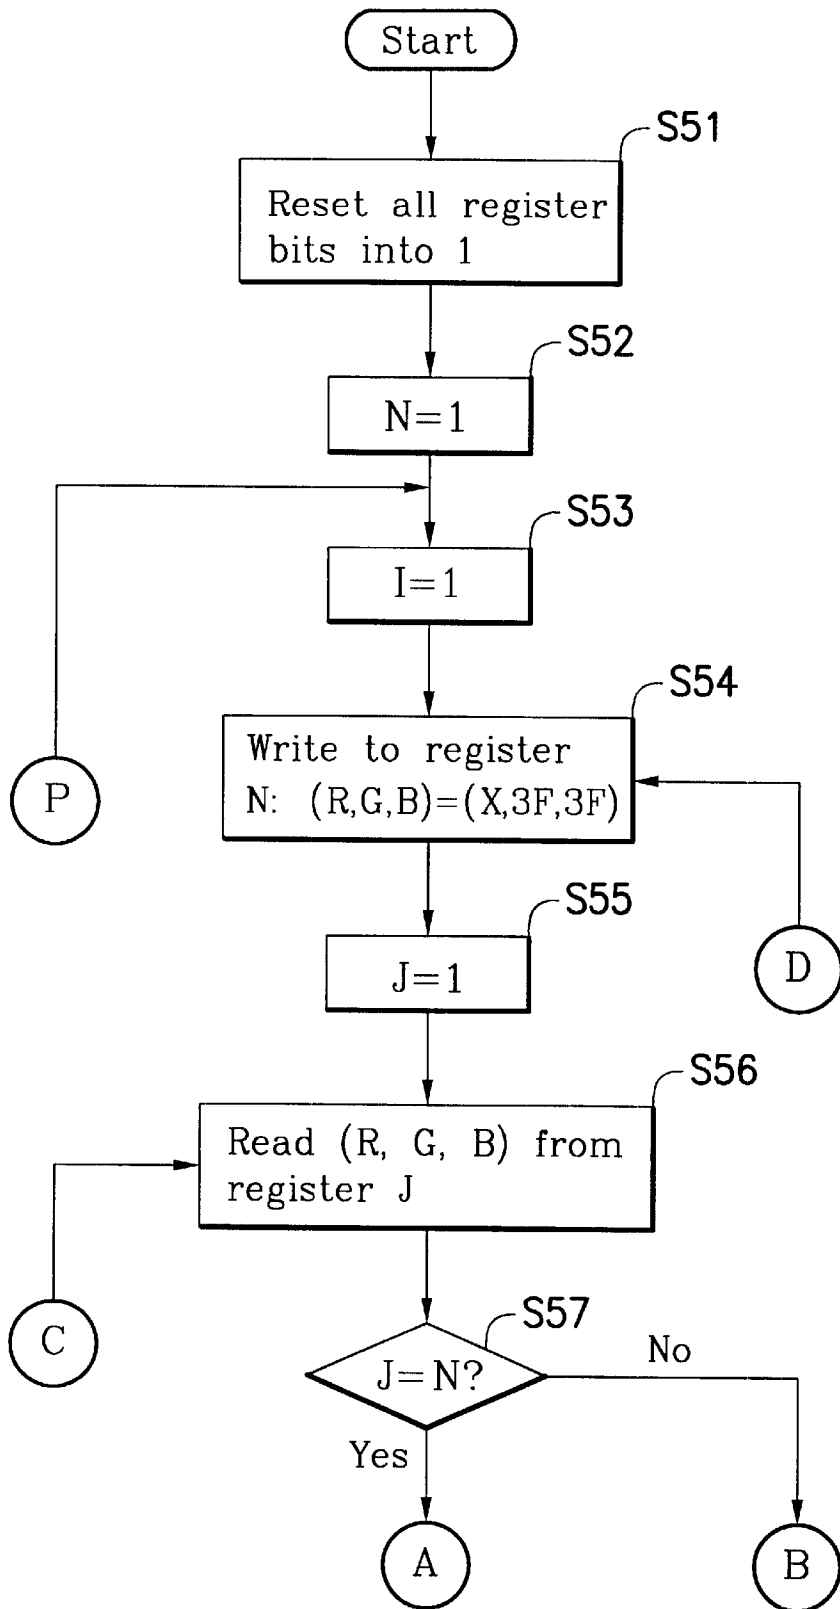 Start
S51
Reset all register
bits into 1
S52
N=1
S53
I=1
S54
Write to register
N: (R,G,B)=(X,3F,3F)
P
S55
J=1
D
S56
Read (R, G, B) from
register J
C
S57
J=N?
No
Yes
A
B